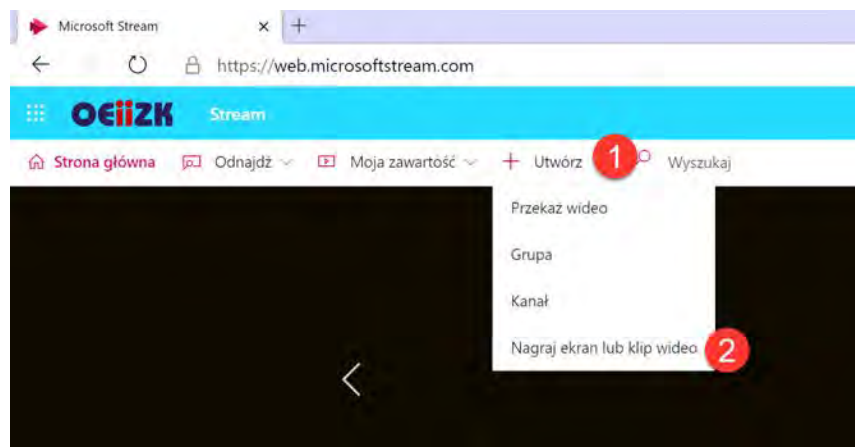 Microsoft Stream
https://web.microsoftstream.com
OEiiZK Stream
Strona główna Odnajdź Moja zawartość Utwórz 1 Wyszukaj
Przekaż wideo
Grupa
Kanał
Nagraj ekran lub klip wideo 2